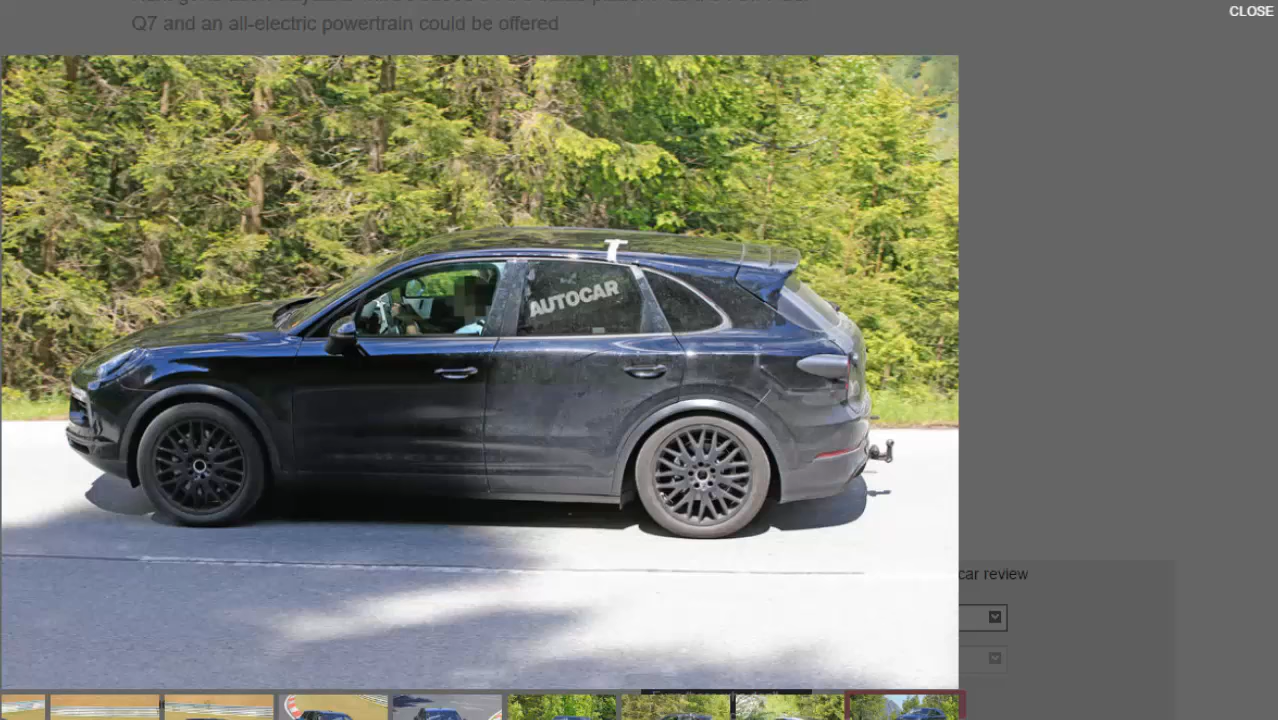 Q7 and an all-electric powertrain could be offered
CLOSE
AUTOCAR
car review